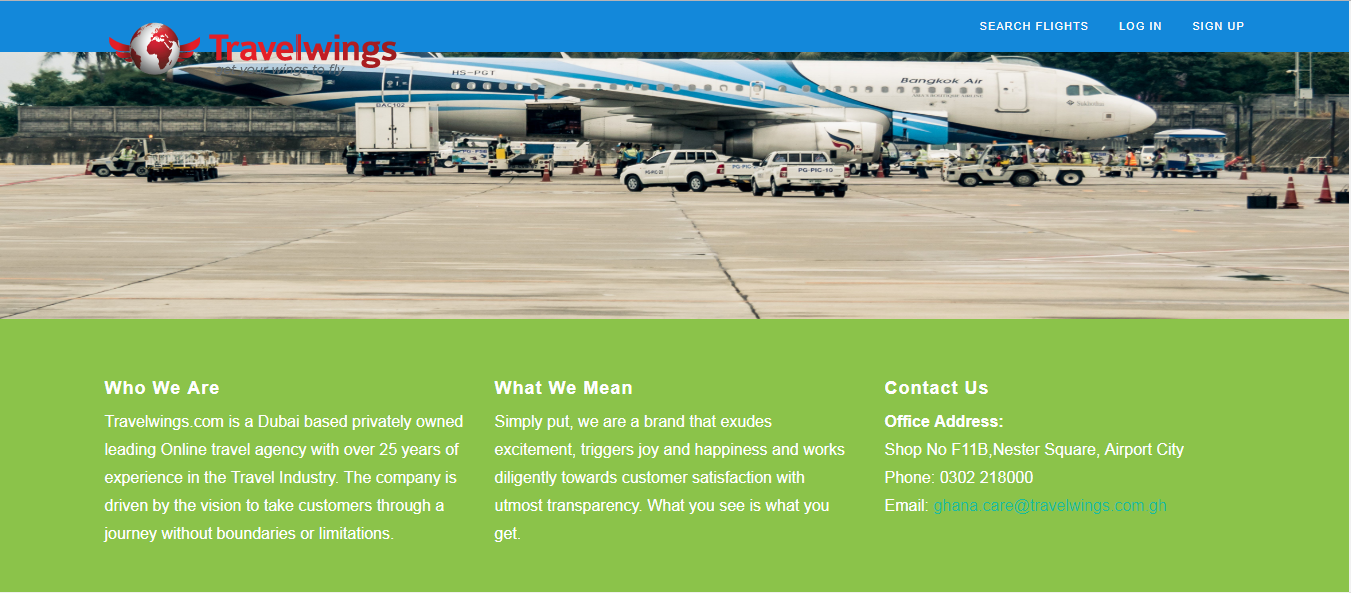 SEARCH FLIGHTS LOG IN SIGN UP
Travelwings
get your wings to fly
HS-PGT
Bangkok Air
BAC102
PG-PIC-10
Who We Are
Travelwings.com is a Dubai based privately owned
leading Online travel agency with over 25 years of
experience in the Travel Industry. The company is
driven by the vision to take customers through a
journey without boundaries or limitations.
What We Mean
Simply put, we are a brand that exudes
excitement, triggers joy and happiness and works
diligently towards customer satisfaction with
utmost transparency. What you see is what you
get.
Contact Us
Office Address:
Shop No F11B,Nester Square, Airport City
Phone: 0302 218000
Email: ghana.care@travelwings.com.gh